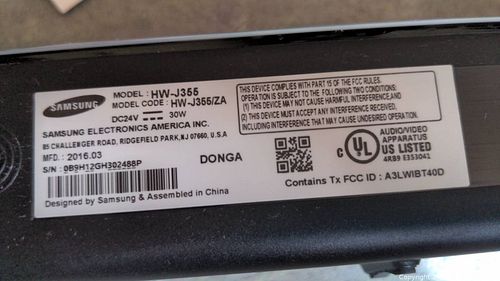 SAMSUNG
MODEL : HW-J355
MODEL CODE : HW-J355/ZA
DC24V 30W
SAMSUNG ELECTRONICS AMERICA INC.
85 CHALLENGER ROAD, RIDGEFIELD PARK,NJ 07660, U.S.A
MFD : 2016.03
S/N : 0B9H12GH302488P
Designed by Samsung & Assembled in China
DONGA
THIS DEVICE COMPLIES WITH PART 15 OF THE FCC RULES.
OPERATION IS SUBJECT TO THE FOLLOWING TWO CONDITIONS:
(1) THIS DEVICE MAY NOT CAUSE HARMFUL INTERFERENCE,AND
(2) THIS DEVICE MUST ACCEPT ANY INTERFERENCE RECEIVED,
INCLUDING INTERFERENCE THAT MAY CAUSE UNDESIRED OPERATION.
C UL US
AUDIO/VIDEO
APPARATUS
US LISTED
4RB9 E353041
Contains Tx FCC ID : A3LWIBT40D